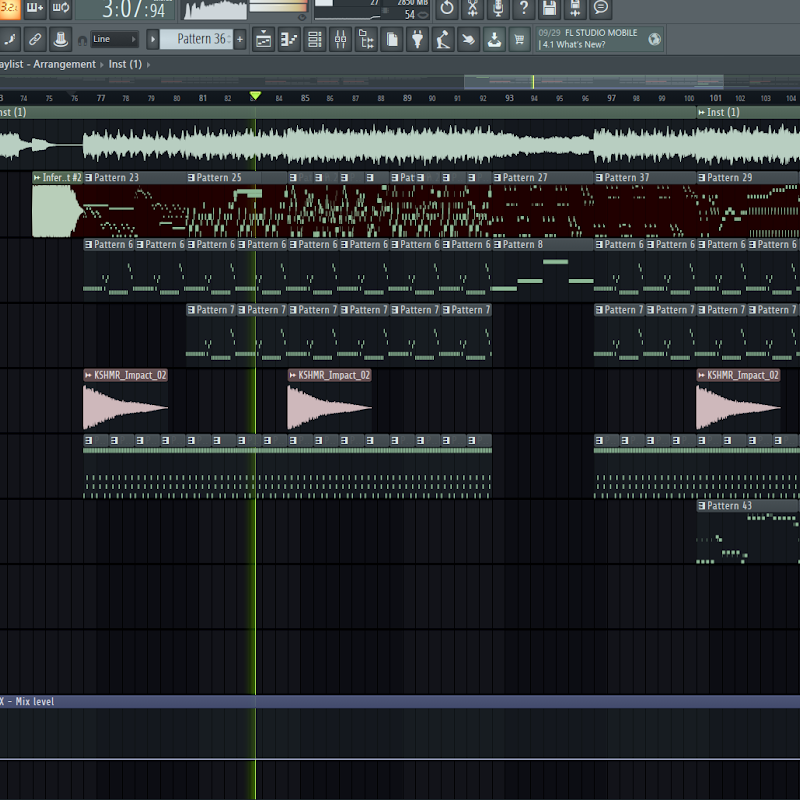 3:2:
3:07:94
27
2850 MB
54
Line
Pattern 36
+
09/29 FL STUDIO MOBILE
| 4.1 What's New?
aylist - Arrangement › Inst (1) ›
3 74 75 76 77 78 79 80 81 82 83 84 85 86 87 88 89 90 91 92 93 94 95 96 97 98 99 100 101 102 103 104
nst (1) Inst (1)
Infer..t #2 Pattern 23 Pattern 25 Pat Pattern 27 Pattern 37 Pattern 29
Pattern 6 Pattern 6 Pattern 6 Pattern 6 Pattern 6 Pattern 6 Pattern 6 Pattern 6 Pattern 8 Pattern 6 Pattern 6 Pattern 6 Pattern 6
Pattern 7 Pattern 7 Pattern 7 Pattern 7 Pattern 7 Pattern 7 Pattern 7 Pattern 7 Pattern 7 Pattern 7
KSHMR_Impact_02 KSHMR_Impact_02 KSHMR_Impact_02
Pattern 43
X - Mix level